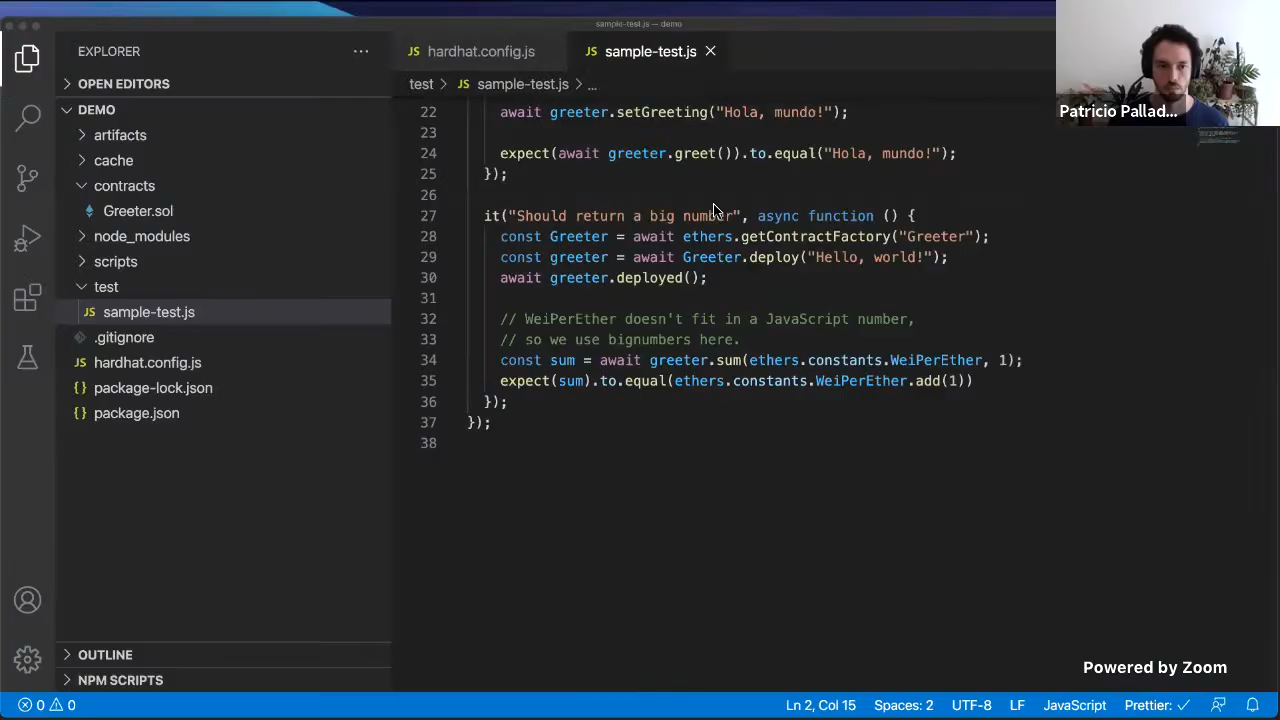 sample-test.js — demo
EXPLORER
OPEN EDITORS
DEMO
artifacts
cache
contracts
Greeter.sol
node_modules
scripts
test
sample-test.js
.gitignore
hardhat.config.js
package-lock.json
package.json
OUTLINE
NPM SCRIPTS
JS hardhat.config.js
JS sample-test.js
test > JS sample-test.js > ...
22 await greeter.setGreeting("Hola, mundo!");
23
24 expect(await greeter.greet()).to.equal("Hola, mundo!");
25 });
26
27 it("Should return a big number", async function () {
28 const Greeter = await ethers.getContractFactory("Greeter");
29 const greeter = await Greeter.deploy("Hello, world!");
30 await greeter.deployed();
31
32 // WeiPerEther doesn't fit in a JavaScript number,
33 // so we use bignumbers here.
34 const sum = await greeter.sum(ethers.constants.WeiPerEther, 1);
35 expect(sum).to.equal(ethers.constants.WeiPerEther.add(1))
36 });
37 });
38
Patricio Pallad...
Powered by Zoom
0 0
Ln 2, Col 15
Spaces: 2
UTF-8
LF
JavaScript
Prettier: ✓